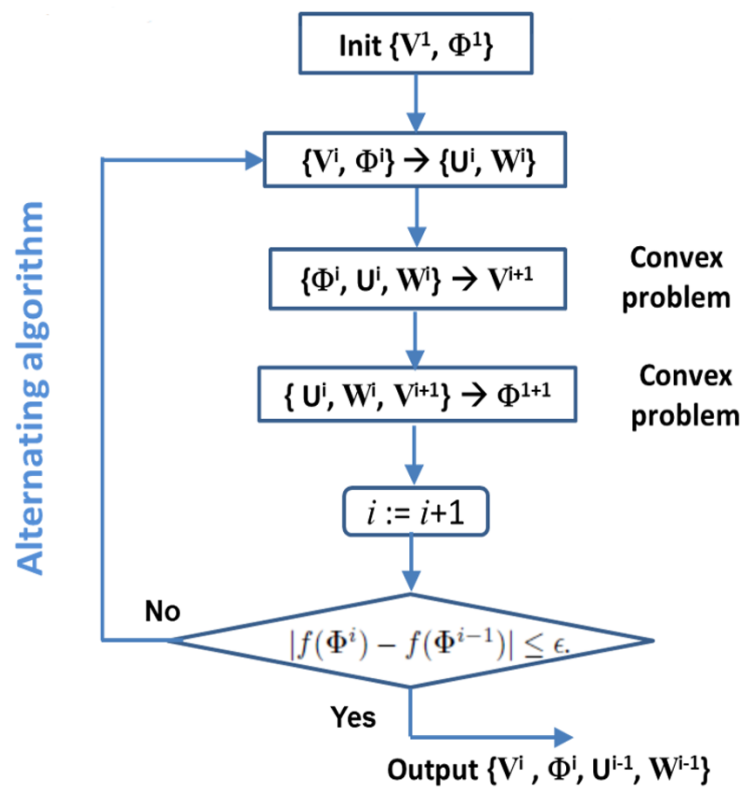 Init {V¹, Φ¹}
{Vⁱ, Φⁱ} → {Uⁱ, Wⁱ}
{Φⁱ, Uⁱ, Wⁱ} → Vⁱ⁺¹
Convex
problem
{ Uⁱ, Wⁱ, Vⁱ⁺¹} → Φ¹⁺¹
Convex
problem
Alternating algorithm
i := i+1
No
|f(Φⁱ) − f(Φⁱ⁻¹)| ≤ ϵ.
Yes
Output {Vⁱ , Φⁱ, Uⁱ⁻¹, Wⁱ⁻¹}